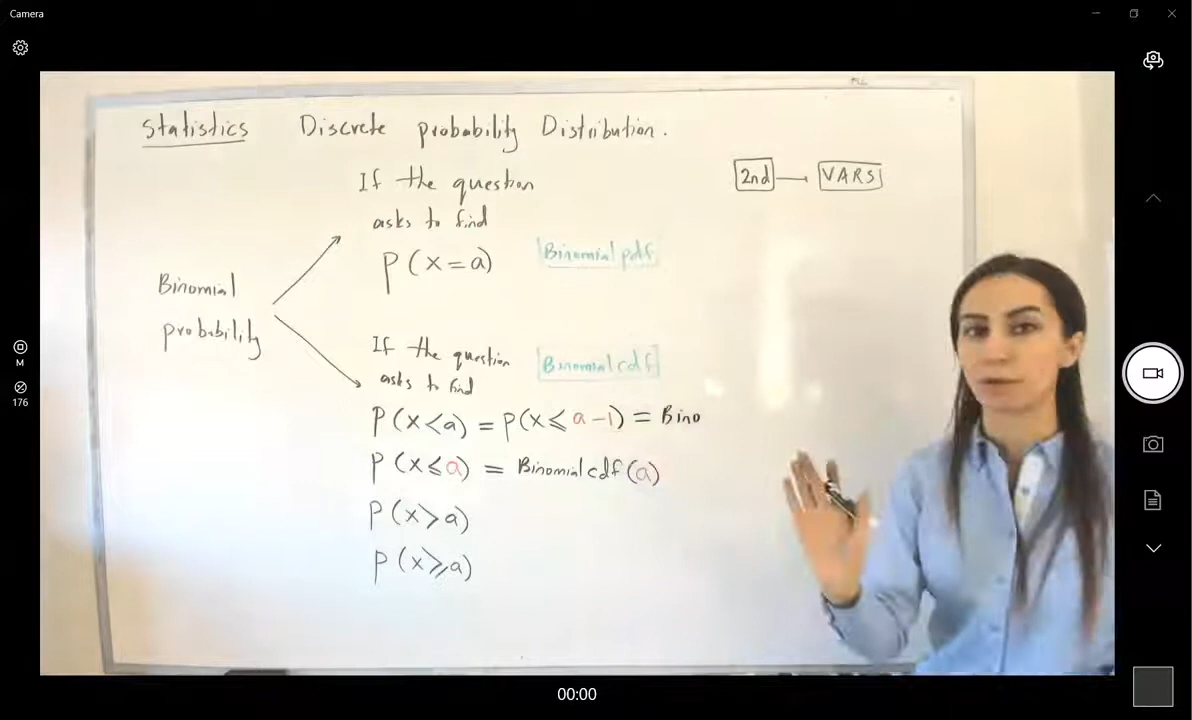 Camera
Statistics Discrete probability Distribution.
If the question
asks to find
P(x=a)
Binomial pdf
2nd → VARS
Binomial
probability
If the question
asks to find
Binomial cdf
P(x<a) = P(x≤a-1) = Bino
P(x≤a) = Binomial cdf(a)
P(x>a)
P(x≥a)
M
176
00:00